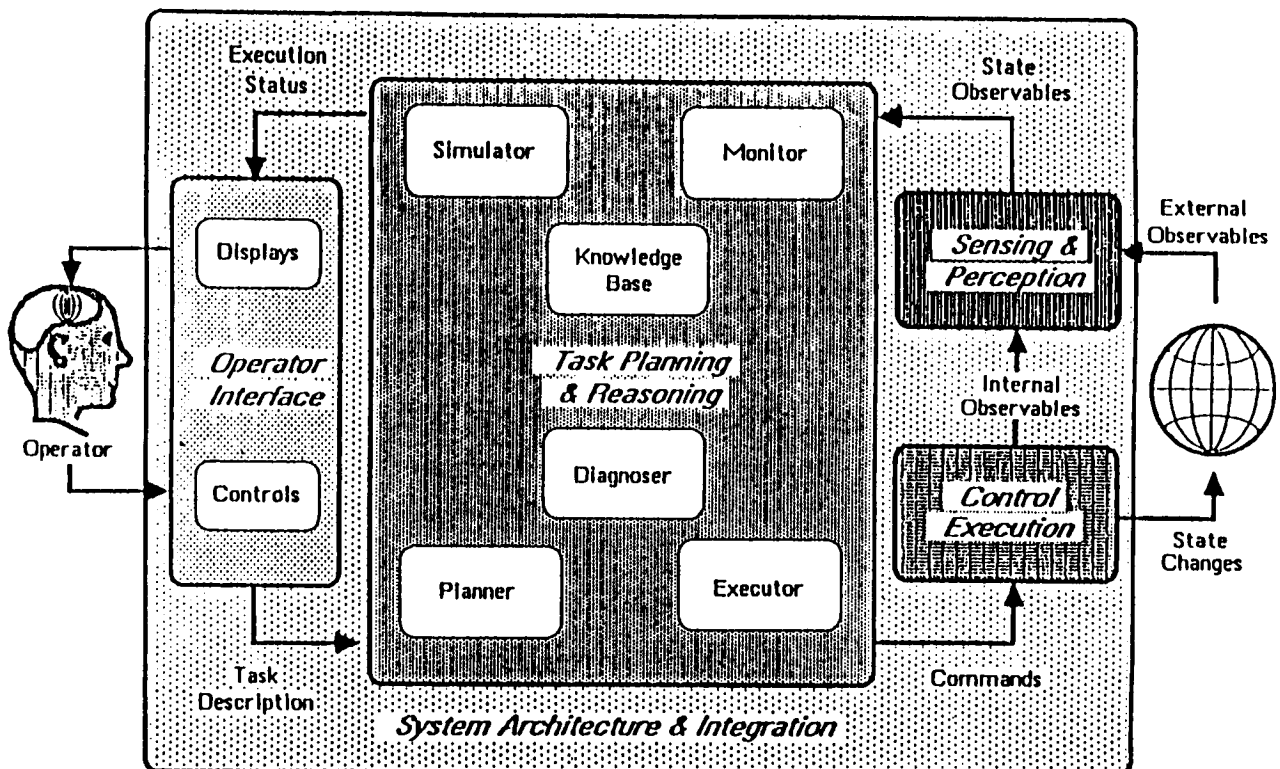 Execution
Status
State
Observables
Simulator
Monitor
External
Observables
Displays
Knowledge
Base
Sensing &
Perception
Operator
Interface
Task Planning
& Reasoning
Internal
Observables
Operator
Controls
Diagnoser
Control
Execution
State
Changes
Planner
Executor
Task
Description
Commands
System Architecture & Integration